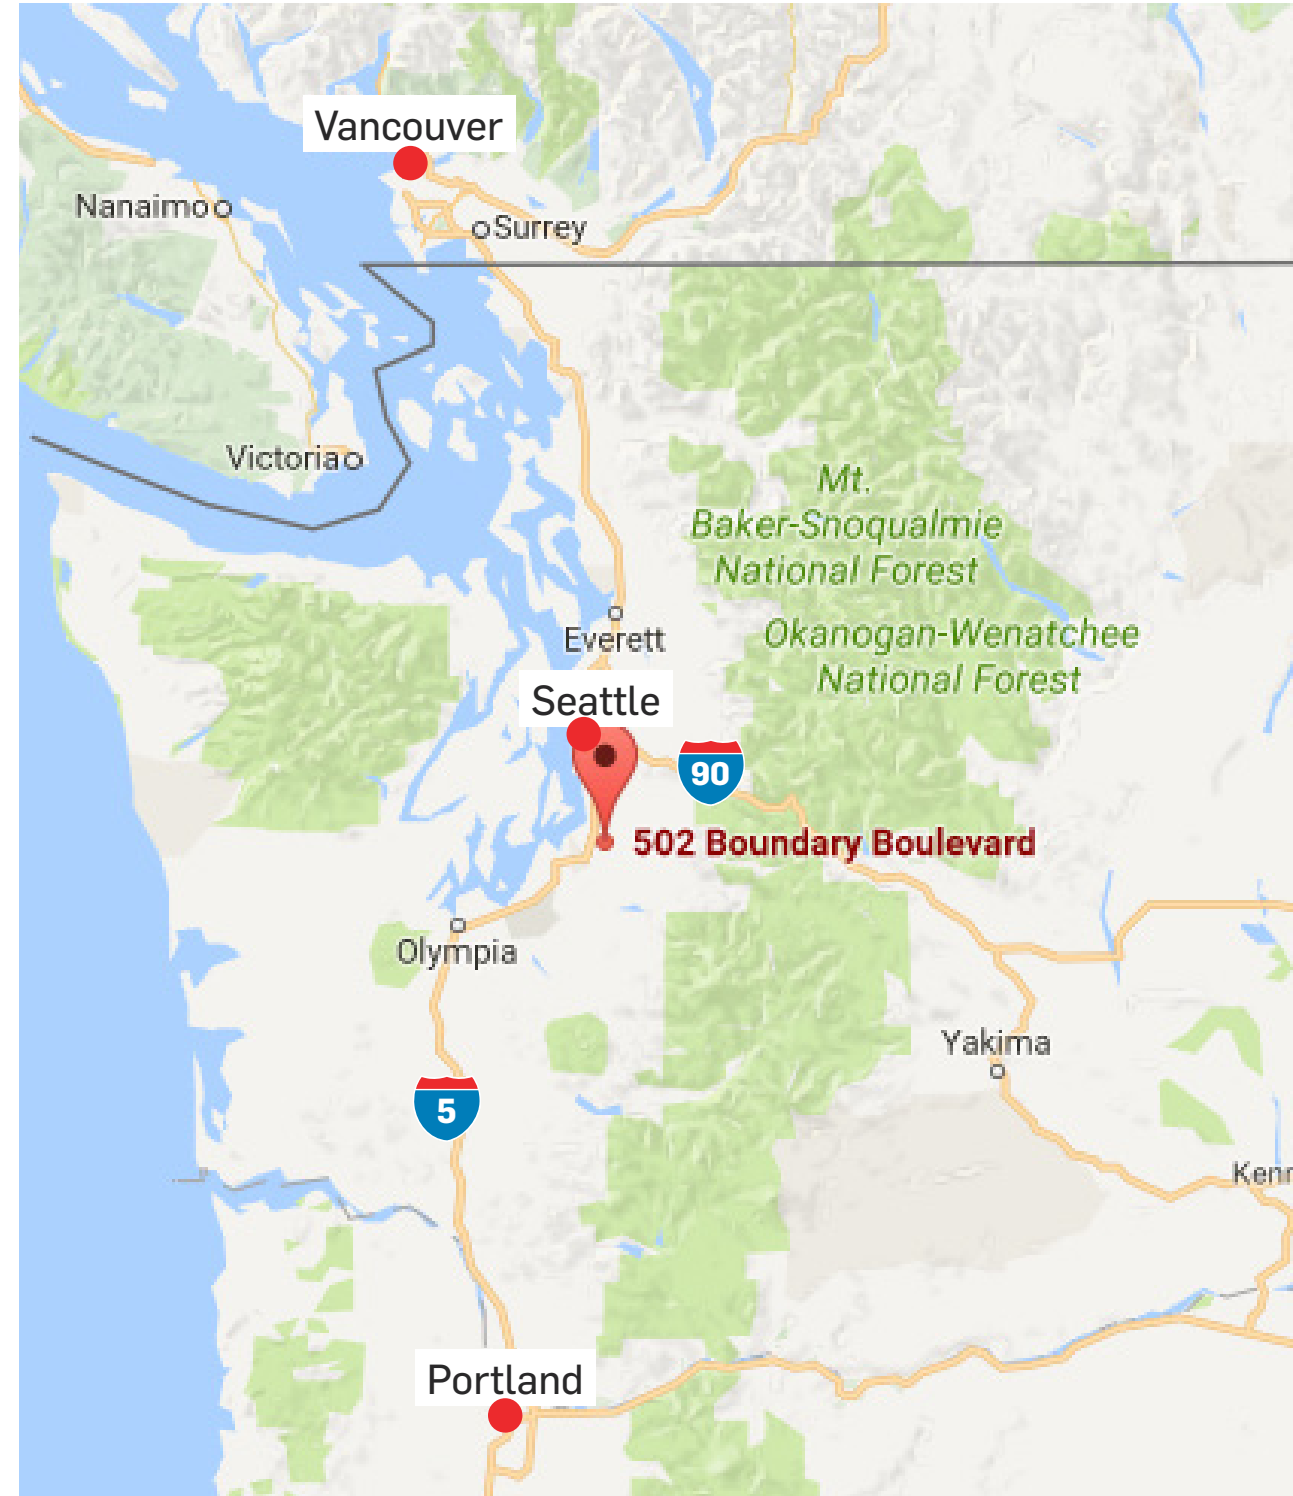 Vancouver
Nanaimo
Surrey
Victoria
Mt.
Baker-Snoqualmie
National Forest
Everett
Okanogan-Wenatchee
National Forest
Seattle
90
502 Boundary Boulevard
Olympia
Yakima
5
Kenn
Portland